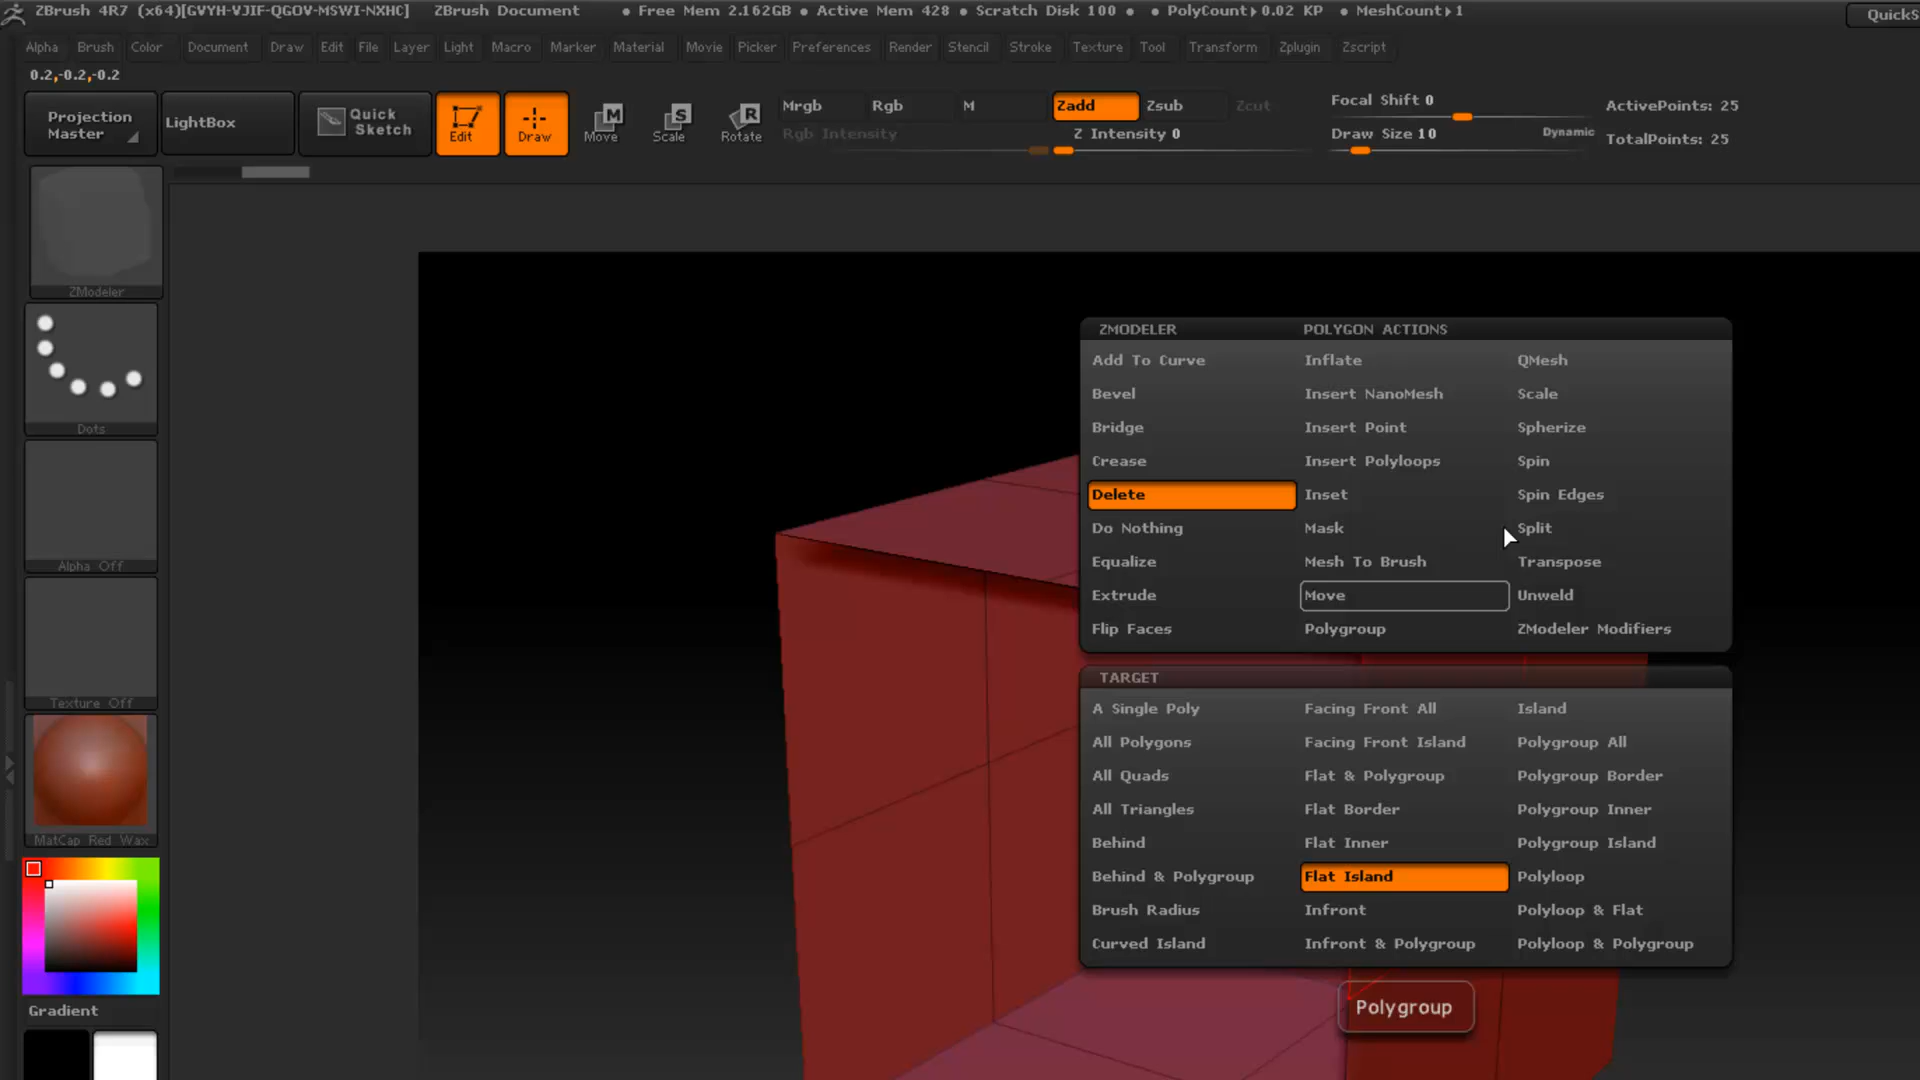 ZBrush 4R7 (x64)[GVYH-VJIF-QGOV-MSWI-NXHC] ZBrush Document • Free Mem 2.162GB • Active Mem 428 • Scratch Disk 100 • • PolyCount▸0.02 KP • MeshCount▸1 QuickS
Alpha Brush Color Document Draw Edit File Layer Light Macro Marker Material Movie Picker Preferences Render Stencil Stroke Texture Tool Transform Zplugin Zscript
0.2,-0.2,-0.2
Projection Master
LightBox
Quick Sketch
Edit
Draw
Move
Scale
Rotate
Mrgb Rgb M Zadd Zsub Zcut
Rgb Intensity Z Intensity 0
Focal Shift 0
Draw Size 10 Dynamic
ActivePoints: 25
TotalPoints: 25
ZModeler
Dots
Alpha Off
Texture Off
MatCap Red Wax
Gradient
ZMODELER POLYGON ACTIONS
Add To Curve Inflate QMesh
Bevel Insert NanoMesh Scale
Bridge Insert Point Spherize
Crease Insert Polyloops Spin
Delete Inset Spin Edges
Do Nothing Mask Split
Equalize Mesh To Brush Transpose
Extrude Move Unweld
Flip Faces Polygroup ZModeler Modifiers
TARGET
A Single Poly Facing Front All Island
All Polygons Facing Front Island Polygroup All
All Quads Flat & Polygroup Polygroup Border
All Triangles Flat Border Polygroup Inner
Behind Flat Inner Polygroup Island
Behind & Polygroup Flat Island Polyloop
Brush Radius Infront Polyloop & Flat
Curved Island Infront & Polygroup Polyloop & Polygroup
Polygroup